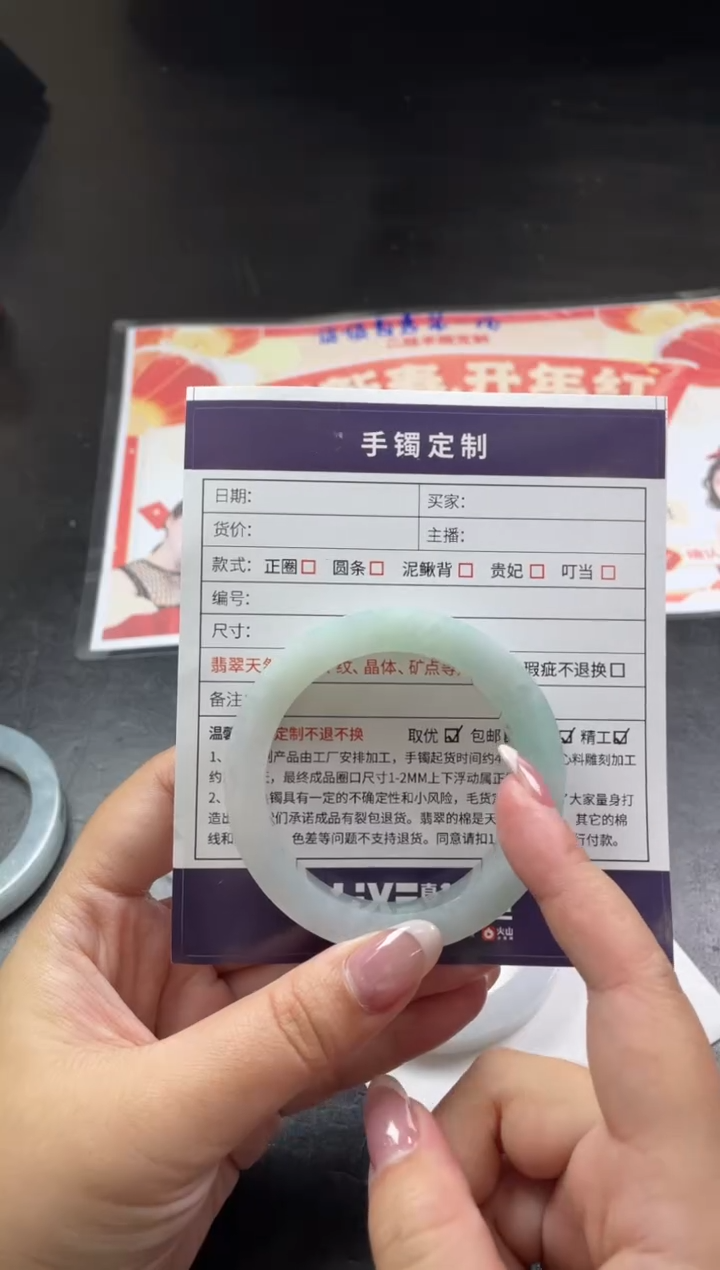 新春·开年红
手镯定制
日期:
买家:
货价:
主播:
款式: 正圈□ 圆条□ 泥鳅背□ 贵妃□ 叮当□
编号:
尺寸:
翡翠天 纹、晶体、矿点等 瑕疵不退换□
备注:
温 定制不退不换 取优☑ 包邮 ☑ 精工☑
1、 产品由工厂安排加工，手镯起货时间约 心料雕刻加工
约 ，最终成品圈口尺寸1-2MM上下浮动属正
2、 镯具有一定的不确定性和小风险，毛货 大家量身打
造出 们承诺成品有裂包退货。翡翠的棉是天 其它的棉
线和 色差等问题不支持退货。同意请扣1 行付款。
LIVE
火山